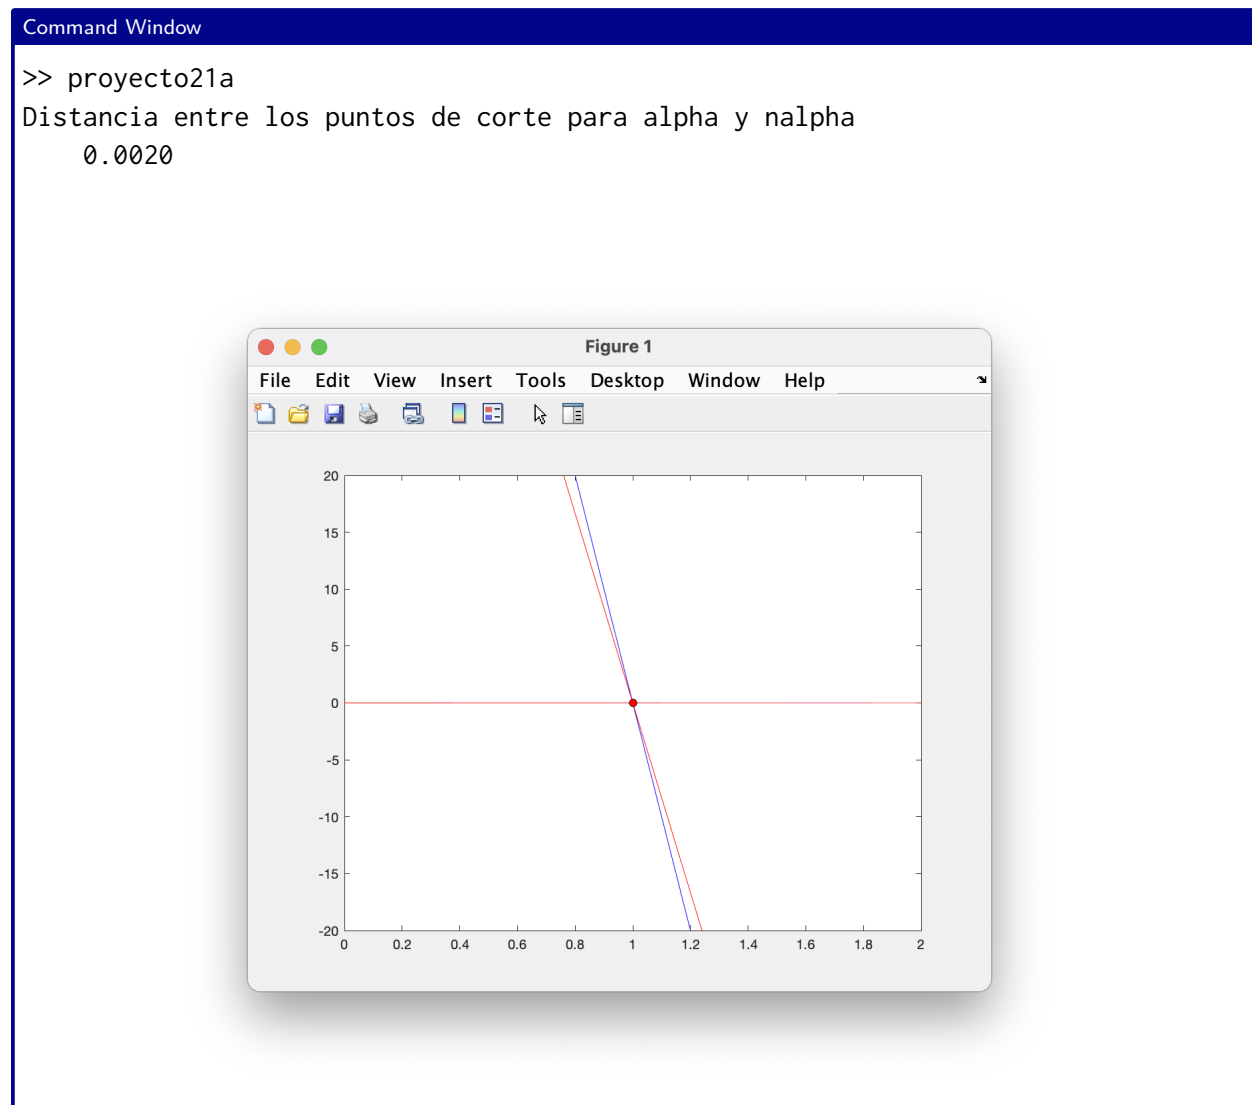 Command Window
>> proyecto21a
Distancia entre los puntos de corte para alpha y nalpha
0.0020
Figure 1
File Edit View Insert Tools Desktop Window Help
20
15
10
5
0
-5
-10
-15
-20
0 0.2 0.4 0.6 0.8 1 1.2 1.4 1.6 1.8 2